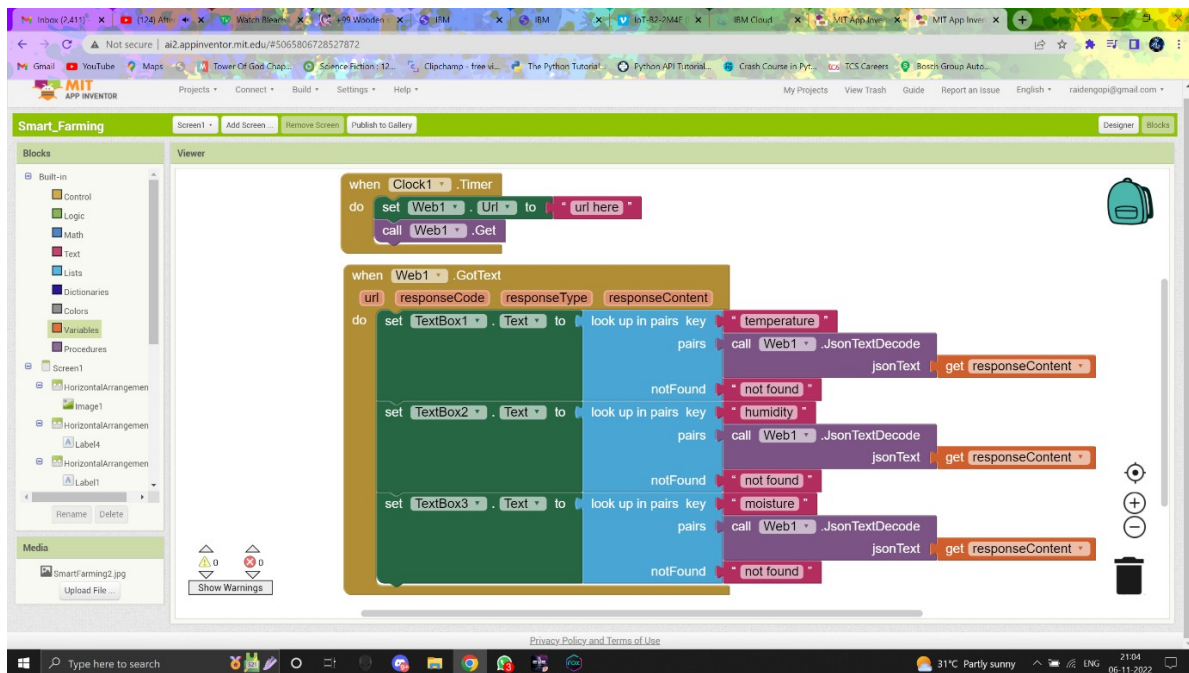 Inbox (2,411)
(124) After
Watch Bleach
+99 Wooden
IBM
IBM
IoT-B2-2M4E
IBM Cloud
MIT App Inve
MIT App Inven
Not secure | ai2.appinventor.mit.edu/#5065806728527872
Gmail YouTube Maps Tower Of God Chap... Science Fiction : 12... Clipchamp - free vi... The Python Tutorial... Python API Tutorial... Crash Course in Pyt... TCS Careers Bosch Group Auto...
MIT
APP INVENTOR
Projects Connect Build Settings Help My Projects View Trash Guide Report an Issue English raidengopi@gmail.com
Smart_Farming Screen1 Add Screen ... Remove Screen Publish to Gallery Designer Blocks
Blocks Viewer
Built-in
Control
Logic
Math
Text
Lists
Dictionaries
Colors
Variables
Procedures
Screen1
HorizontalArrangemen
Image1
HorizontalArrangemen
Label4
HorizontalArrangemen
Label1
Rename Delete
Media
SmartFarming2.jpg
Upload File ...
when Clock1 .Timer
do set Web1 . Url to " url here "
call Web1 .Get
when Web1 .GotText
url responseCode responseType responseContent
do set TextBox1 . Text to look up in pairs key " temperature "
pairs call Web1 .JsonTextDecode
jsonText get responseContent
notFound " not found "
set TextBox2 . Text to look up in pairs key " humidity "
pairs call Web1 .JsonTextDecode
jsonText get responseContent
notFound " not found "
set TextBox3 . Text to look up in pairs key " moisture "
pairs call Web1 .JsonTextDecode
jsonText get responseContent
notFound " not found "
0 0
Show Warnings
Privacy Policy and Terms of Use
Type here to search
31°C Partly sunny ENG 21:04
06-11-2022